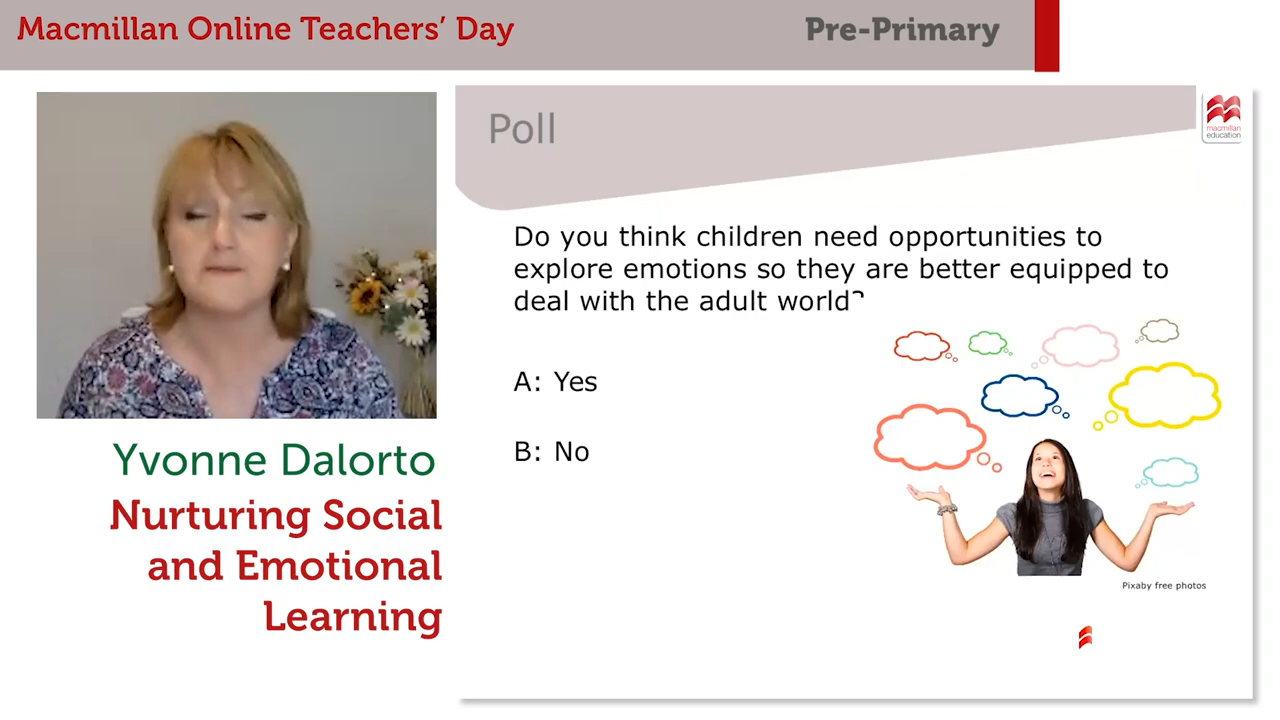 Macmillan Online Teachers’ Day
Pre-Primary
Poll
macmillan
education
Do you think children need opportunities to
explore emotions so they are better equipped to
deal with the adult world?
A: Yes
B: No
Pixaby free photos
Yvonne Dalorto
Nurturing Social
and Emotional
Learning